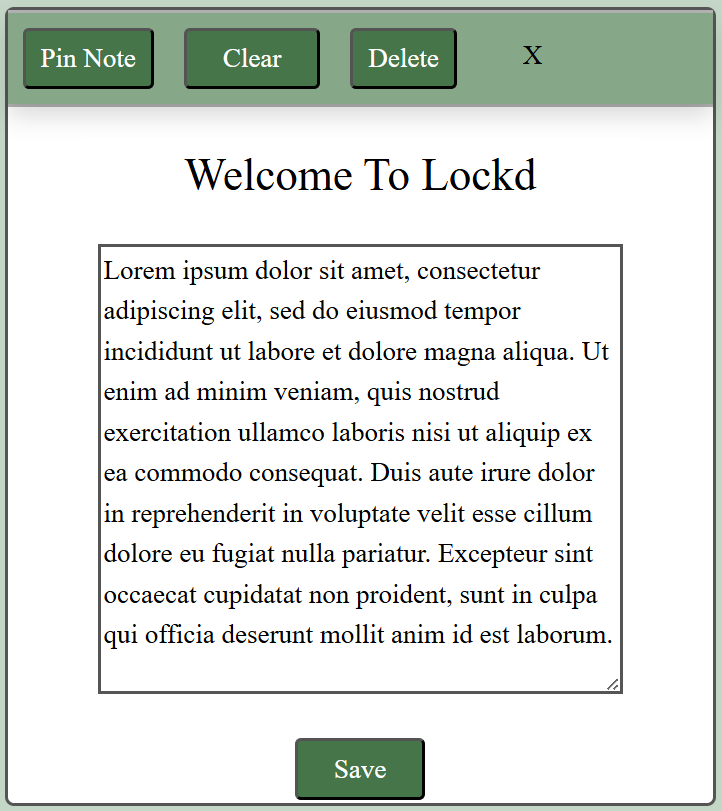 Pin Note Clear Delete X
Welcome To Lockd
Lorem ipsum dolor sit amet, consectetur
adipiscing elit, sed do eiusmod tempor
incididunt ut labore et dolore magna aliqua. Ut
enim ad minim veniam, quis nostrud
exercitation ullamco laboris nisi ut aliquip ex
ea commodo consequat. Duis aute irure dolor
in reprehenderit in voluptate velit esse cillum
dolore eu fugiat nulla pariatur. Excepteur sint
occaecat cupidatat non proident, sunt in culpa
qui officia deserunt mollit anim id est laborum.
Save